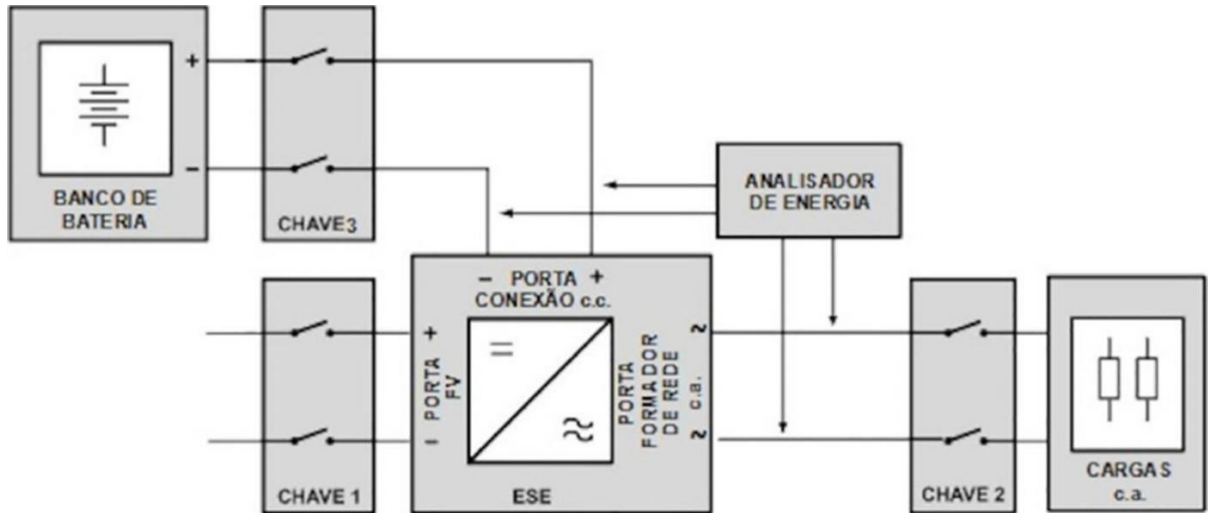 +
−
BANCO DE
BATERIA
CHAVE3
ANALISADOR
DE ENERGIA
− PORTA +
CONEXÃO c.c.
+
PORTA
FV
−
PORTA
FORMADOR
DE REDE
~ c.a. ~
CHAVE 1
ESE
CHAVE 2
CARGAS
c.a.